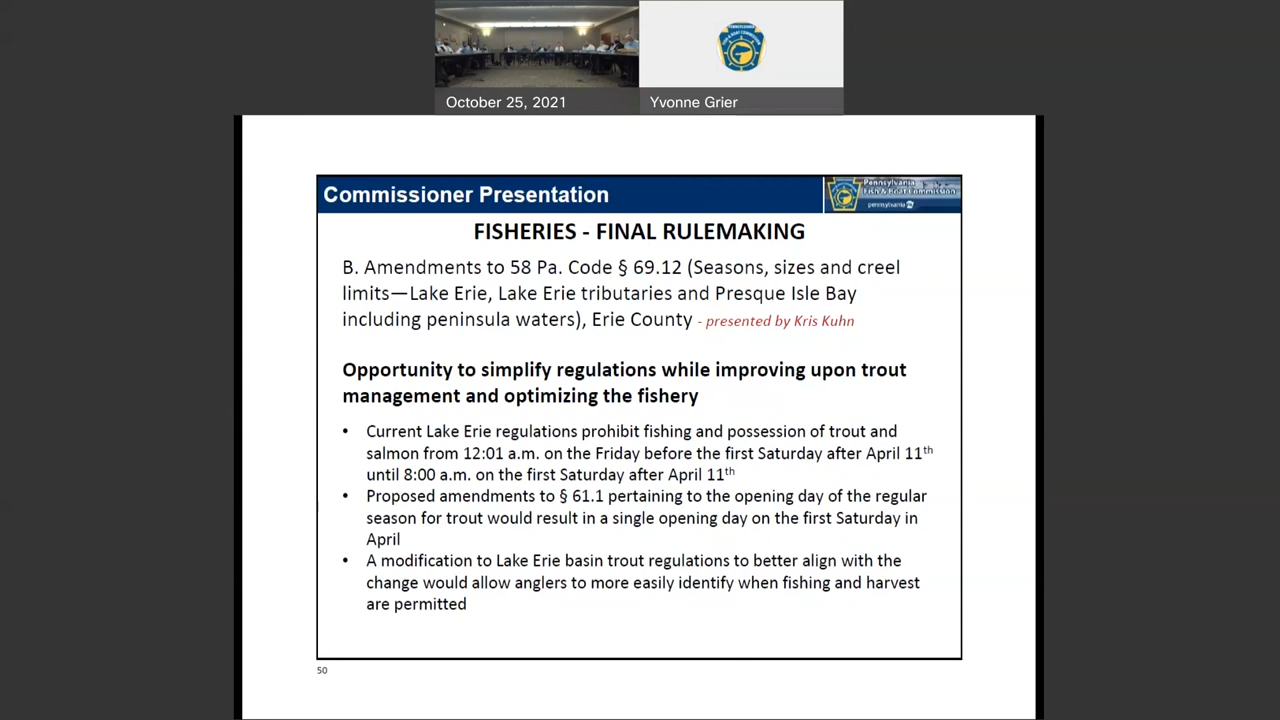 October 25, 2021
Yvonne Grier
Commissioner Presentation
Pennsylvania
Fish & Boat Commission
pennsylvania
FISHERIES - FINAL RULEMAKING
B. Amendments to 58 Pa. Code § 69.12 (Seasons, sizes and creel
limits—Lake Erie, Lake Erie tributaries and Presque Isle Bay
including peninsula waters), Erie County - presented by Kris Kuhn
Opportunity to simplify regulations while improving upon trout
management and optimizing the fishery
• Current Lake Erie regulations prohibit fishing and possession of trout and
salmon from 12:01 a.m. on the Friday before the first Saturday after April 11th
until 8:00 a.m. on the first Saturday after April 11th
• Proposed amendments to § 61.1 pertaining to the opening day of the regular
season for trout would result in a single opening day on the first Saturday in
April
• A modification to Lake Erie basin trout regulations to better align with the
change would allow anglers to more easily identify when fishing and harvest
are permitted
50